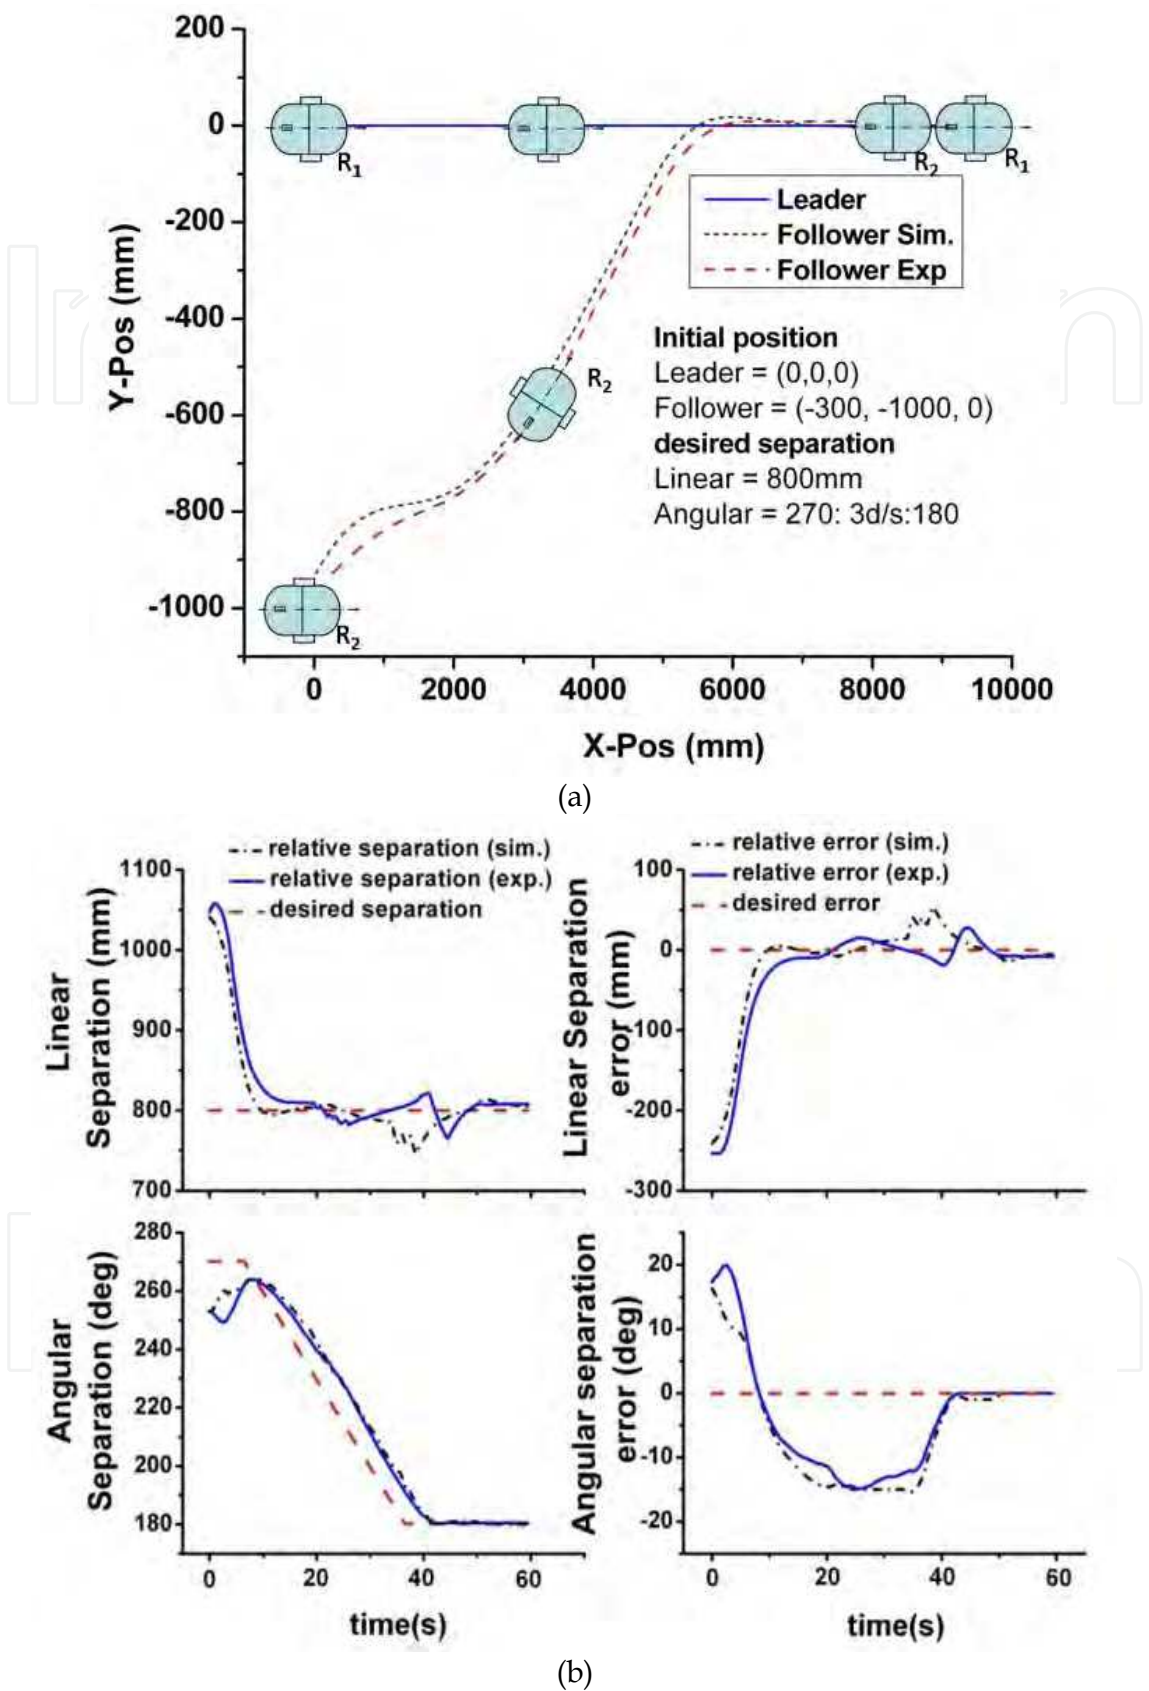 200
0
-200
-400
-600
-800
-1000
Y-Pos (mm)
R1
R2 R1
Leader
Follower Sim.
Follower Exp
Initial position
Leader = (0,0,0)
Follower = (-300, -1000, 0)
desired separation
Linear = 800mm
Angular = 270: 3d/s:180
R2
R2
0 2000 4000 6000 8000 10000
X-Pos (mm)
(a)
relative separation (sim.)
relative separation (exp.)
desired separation
1100
1000
900
800
700
Linear
Separation (mm)
relative error (sim.)
relative error (exp.)
desired error
100
0
-100
-200
-300
Linear Separation
error (mm)
280
260
240
220
200
180
Angular
Separation (deg)
0 20 40 60
time(s)
20
10
0
-10
-20
Angular separation
error (deg)
0 20 40 60
time(s)
(b)